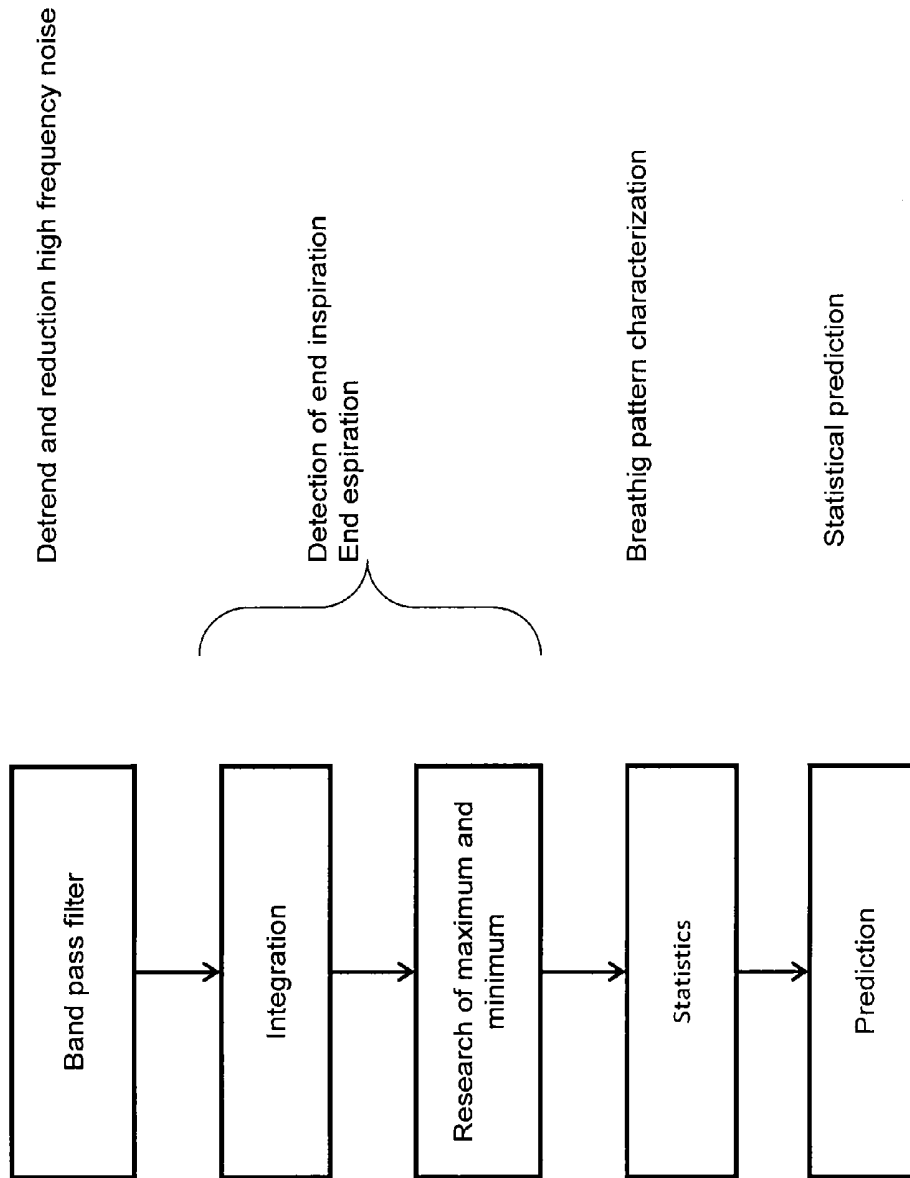 Band pass filter
Detrend and reduction high frequency noise
Integration
Research of maximum and
minimum
Detection of end inspiration
End espiration
Statistics
Breathig pattern characterization
Prediction
Statistical prediction